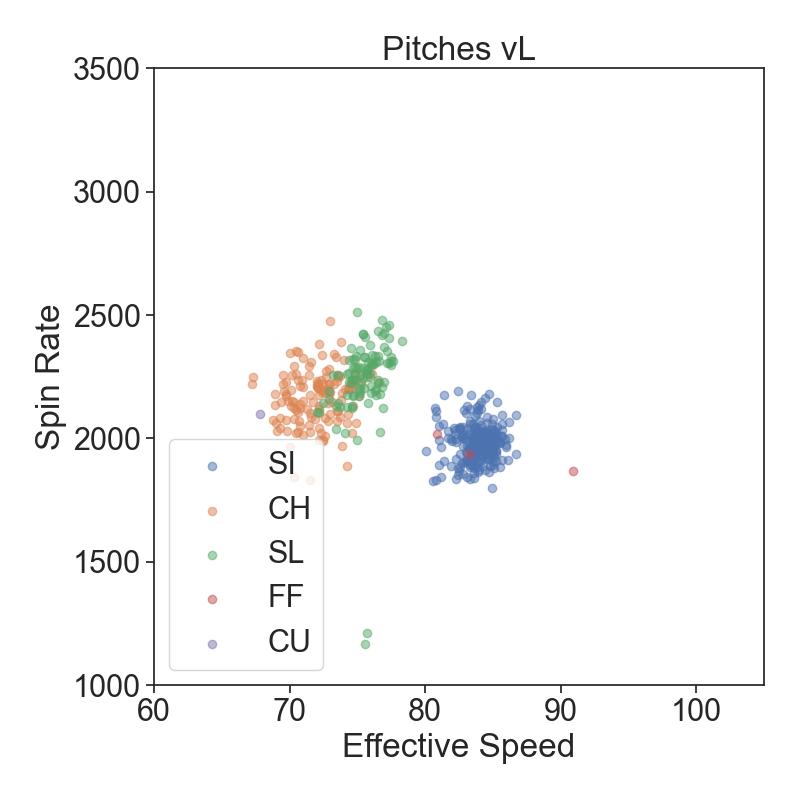 Pitches vL
3500
3000
2500
2000
1500
1000
Spin Rate
SI
CH
SL
FF
CU
60 70 80 90 100
Effective Speed